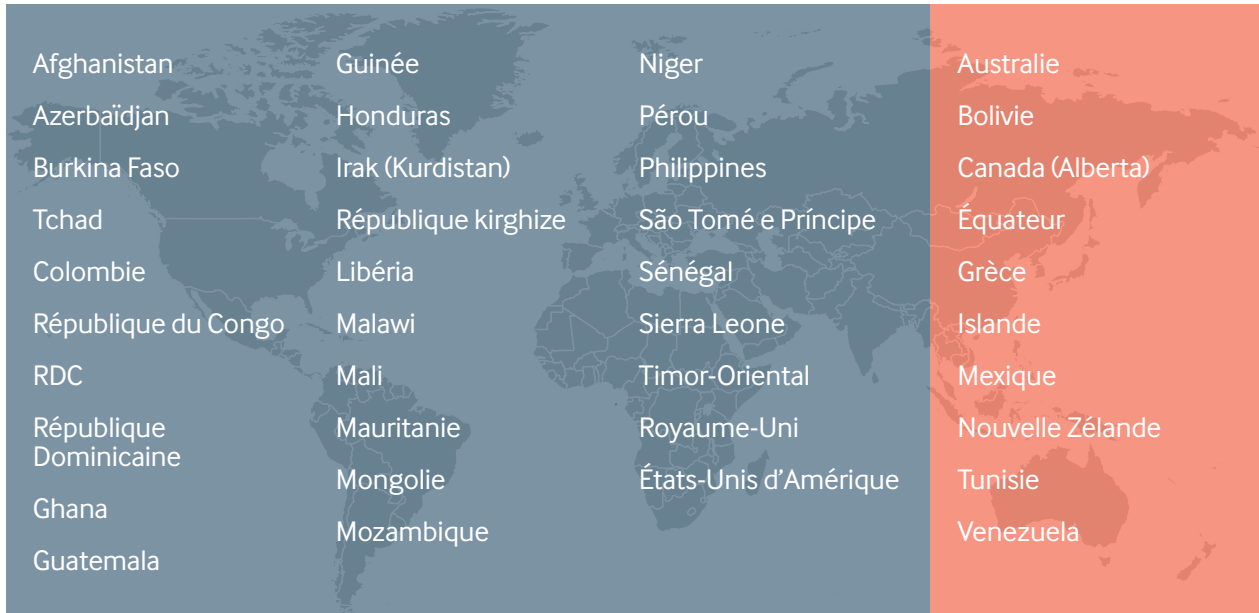 Afghanistan
Azerbaïdjan
Burkina Faso
Tchad
Colombie
République du Congo
RDC
République
Dominicaine
Ghana
Guatemala
Guinée
Honduras
Irak (Kurdistan)
République kirghize
Libéria
Malawi
Mali
Mauritanie
Mongolie
Mozambique
Niger
Pérou
Philippines
São Tomé e Príncipe
Sénégal
Sierra Leone
Timor-Oriental
Royaume-Uni
États-Unis d’Amérique
Australie
Bolivie
Canada (Alberta)
Équateur
Grèce
Islande
Mexique
Nouvelle Zélande
Tunisie
Venezuela